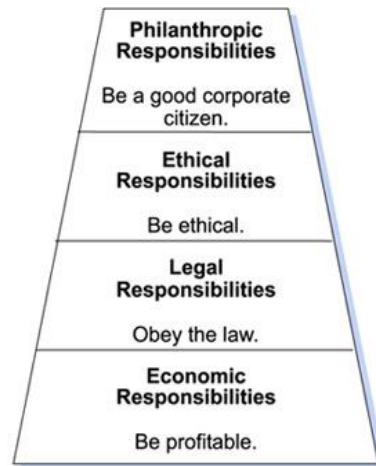 Philanthropic
Responsibilities
Be a good corporate
citizen.
Ethical
Responsibilities
Be ethical.
Legal
Responsibilities
Obey the law.
Economic
Responsibilities
Be profitable.